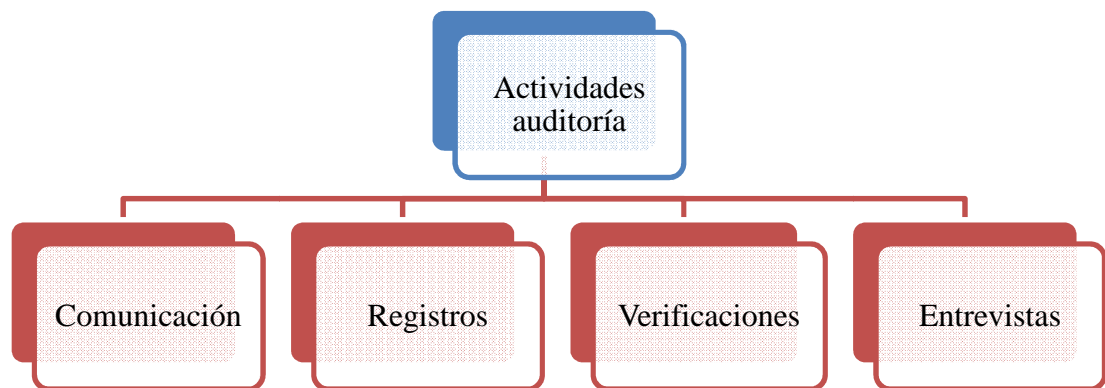 Actividades
auditoría
Comunicación
Registros
Verificaciones
Entrevistas